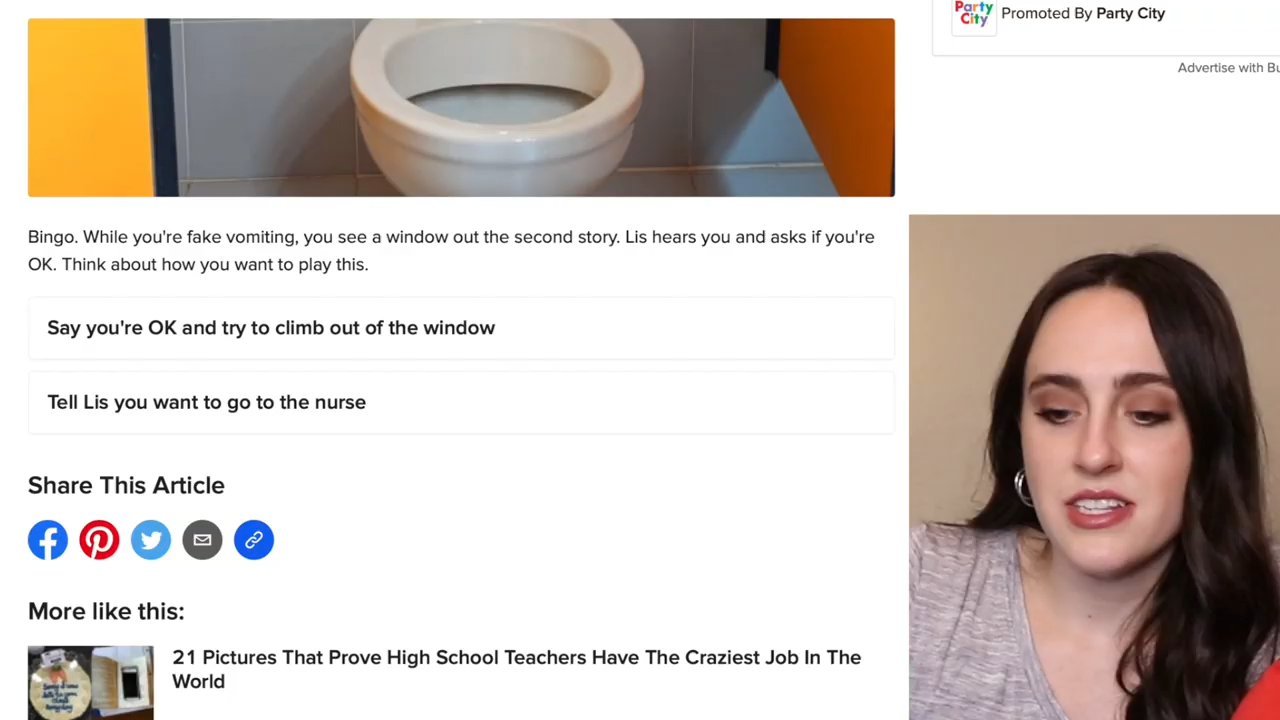 Party
City
Promoted By Party City
Advertise with Bu
Bingo. While you're fake vomiting, you see a window out the second story. Lis hears you and asks if you're
OK. Think about how you want to play this.
Say you're OK and try to climb out of the window
Tell Lis you want to go to the nurse
Share This Article
More like this:
21 Pictures That Prove High School Teachers Have The Craziest Job In The
World